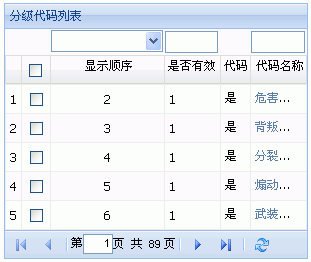 分级代码列表
显示顺序 是否有效 代码 代码名称
1 2 1 是 危害...
2 3 1 是 背叛...
3 4 1 是 分裂...
4 5 1 是 煽动...
5 6 1 是 武装...
第 1 页 共 89 页